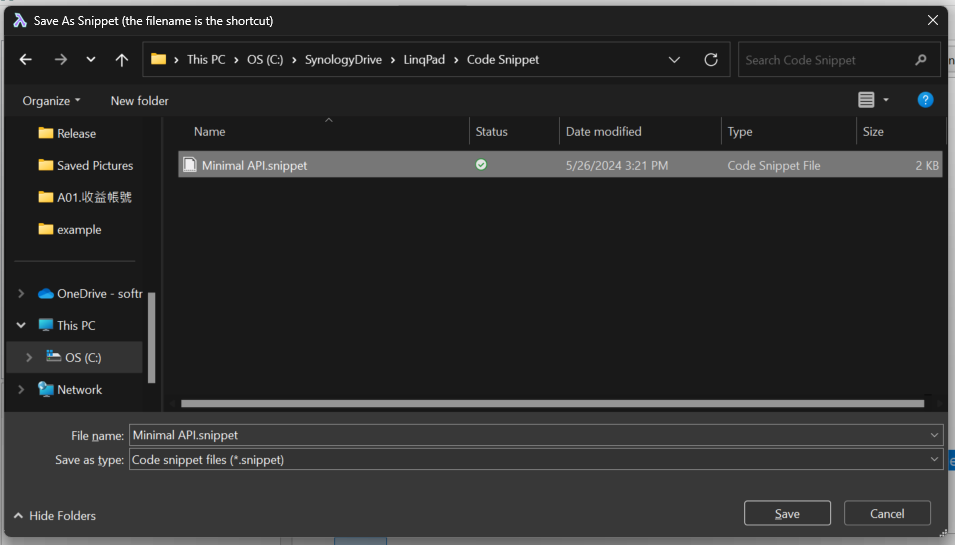 Save As Snippet (the filename is the shortcut)
This PC > OS (C:) > SynologyDrive > LinqPad > Code Snippet
Search Code Snippet
Organize
New folder
Release
Saved Pictures
A01.收益帳號
example
OneDrive - softr
This PC
OS (C:)
Network
Name Status Date modified Type Size
Minimal API.snippet 5/26/2024 3:21 PM Code Snippet File 2 KB
File name: Minimal API.snippet
Save as type: Code snippet files (*.snippet)
Hide Folders
Save
Cancel